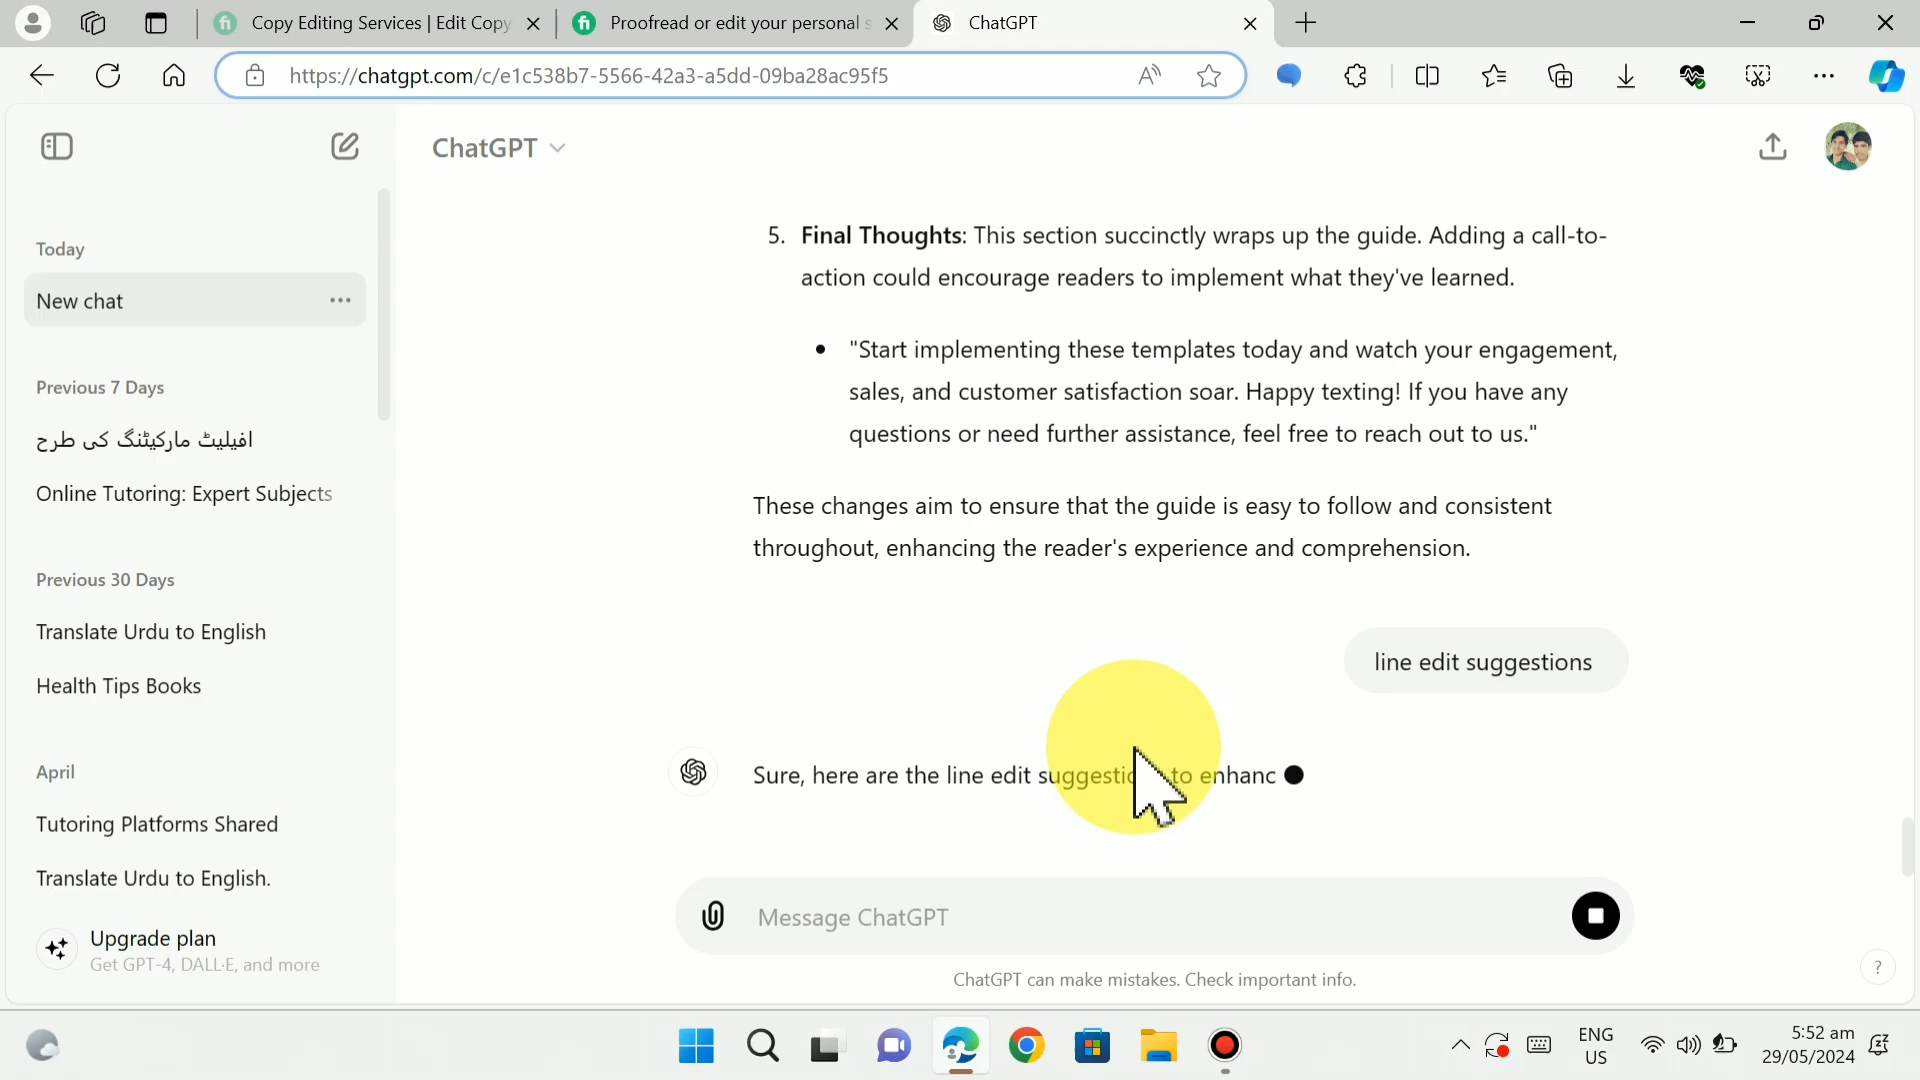 Copy Editing Services | Edit Copy
Proofread or edit your personal s
ChatGPT
https://chatgpt.com/c/e1c538b7-5566-42a3-a5dd-09ba28ac95f5
ChatGPT
Today
New chat
Previous 7 Days
افیلیٹ مارکیٹنگ کی طرح
Online Tutoring: Expert Subjects
Previous 30 Days
Translate Urdu to English
Health Tips Books
April
Tutoring Platforms Shared
Translate Urdu to English.
Upgrade plan
Get GPT-4, DALL·E, and more
5. Final Thoughts: This section succinctly wraps up the guide. Adding a call-to-
action could encourage readers to implement what they've learned.
• "Start implementing these templates today and watch your engagement,
sales, and customer satisfaction soar. Happy texting! If you have any
questions or need further assistance, feel free to reach out to us."
These changes aim to ensure that the guide is easy to follow and consistent
throughout, enhancing the reader's experience and comprehension.
line edit suggestions
Sure, here are the line edit to enhanc
Message ChatGPT
ChatGPT can make mistakes. Check important info.
?
ENG
US
5:52 am
29/05/2024